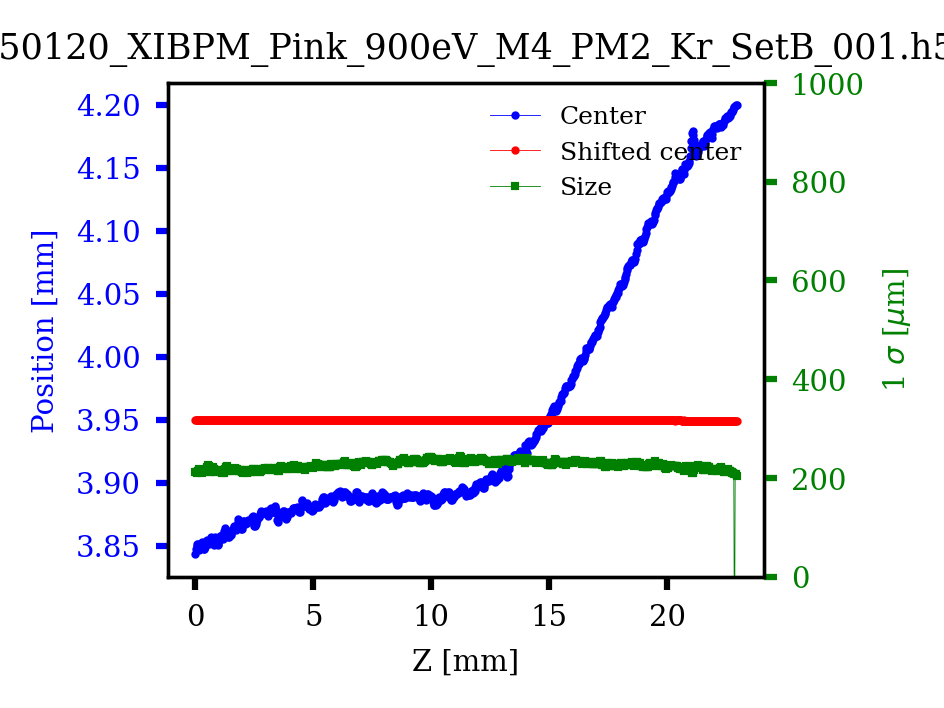 50120_XIBPM_Pink_900eV_M4_PM2_Kr_SetB_001.h5
Center
Shifted center
Size
Position [mm]
4.20
4.15
4.10
4.05
4.00
3.95
3.90
3.85
1000
800
600
400
200
0
1 σ [μm]
0 5 10 15 20
Z [mm]